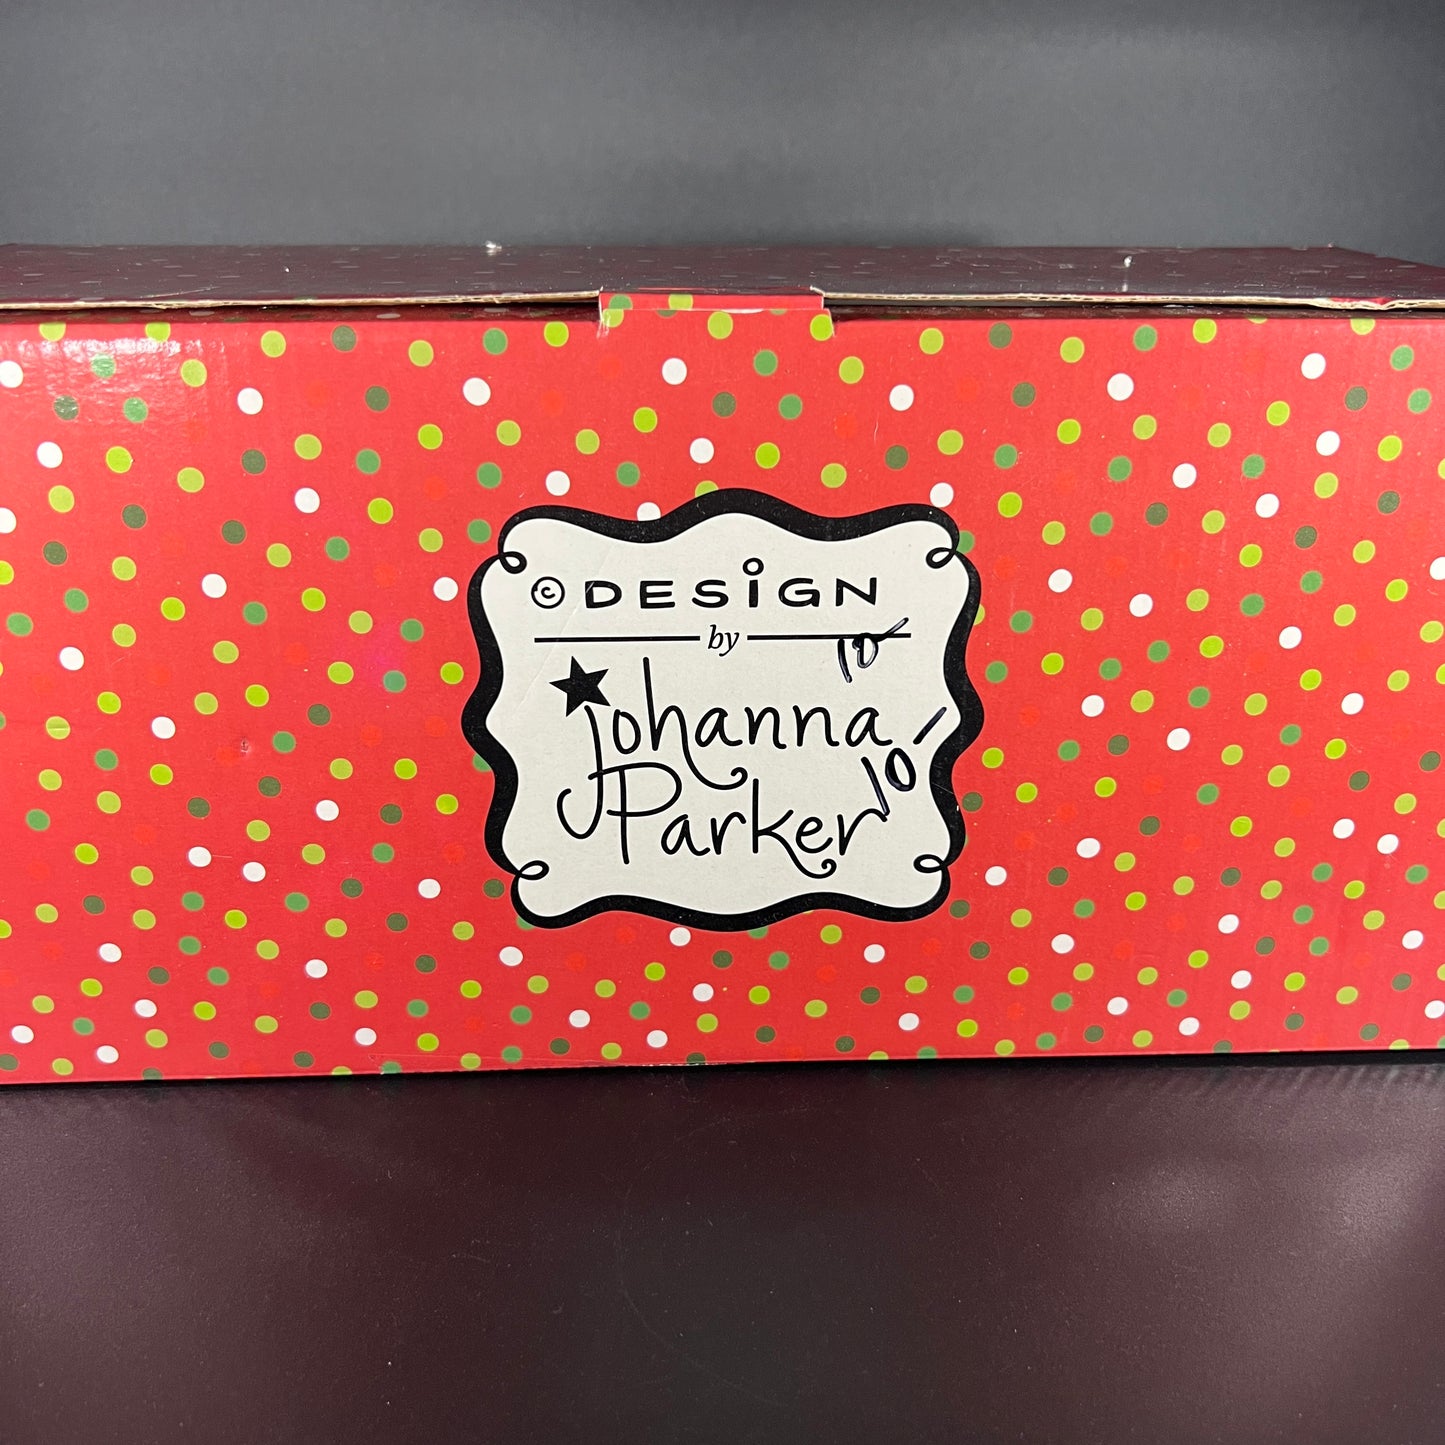 © DESiGN
by
10
johanna
Parker
10-